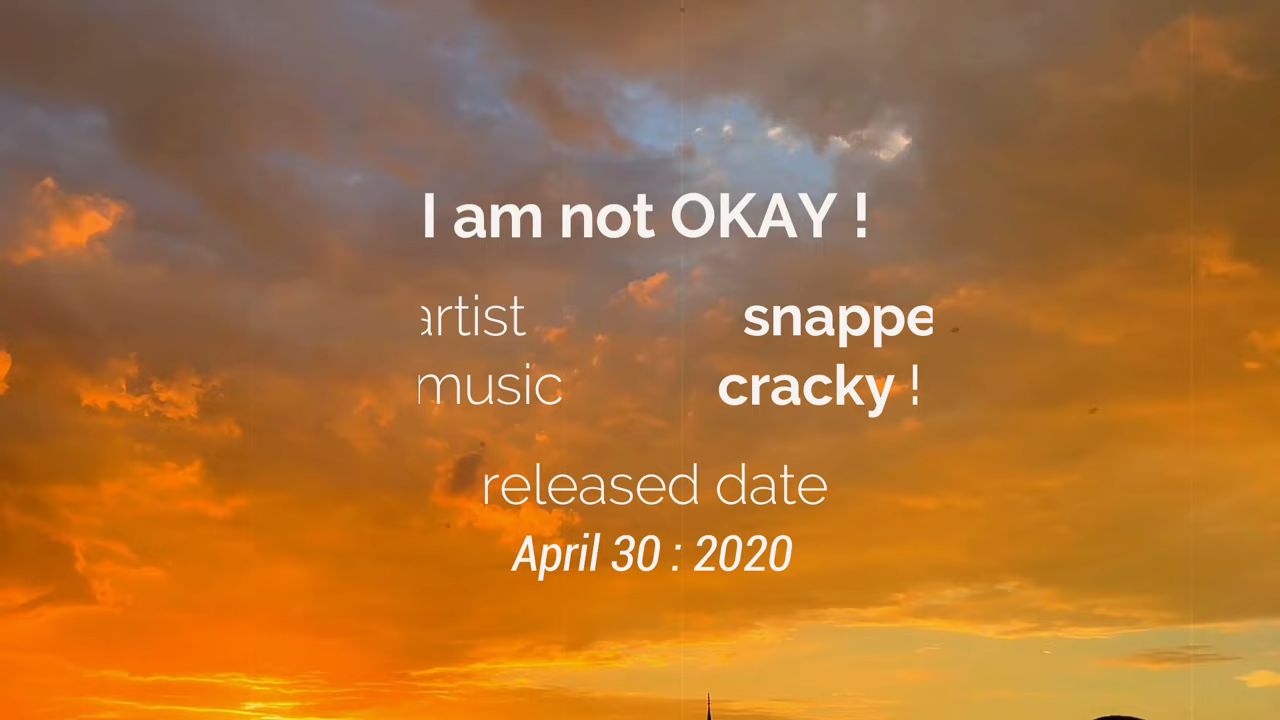 I am not OKAY !
artist snappe
music cracky !
released date
April 30 : 2020